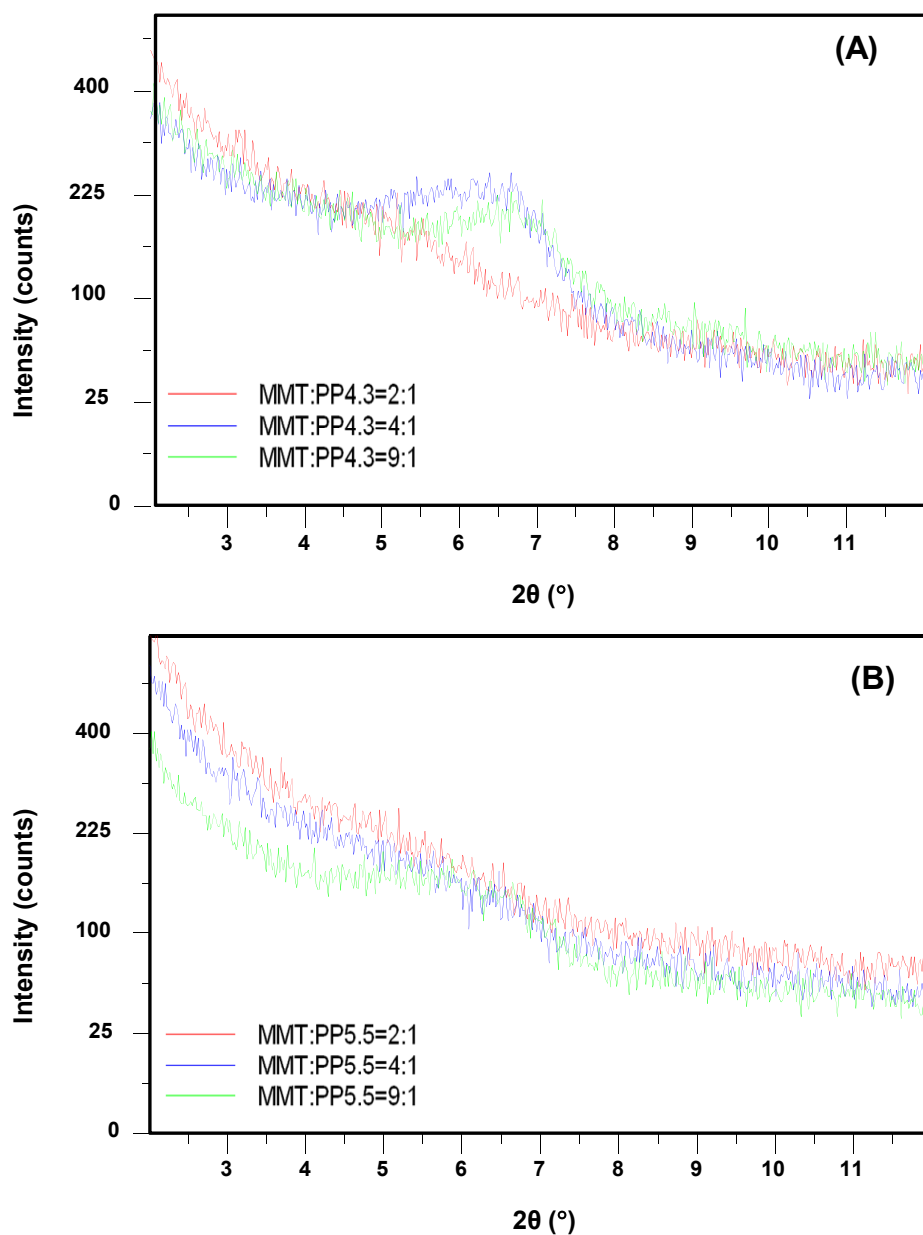 (A)
400
225
100
25
0
Intensity (counts)
MMT:PP4.3=2:1
MMT:PP4.3=4:1
MMT:PP4.3=9:1
3 4 5 6 7 8 9 10 11
2θ (°)
(B)
400
225
100
25
0
Intensity (counts)
MMT:PP5.5=2:1
MMT:PP5.5=4:1
MMT:PP5.5=9:1
3 4 5 6 7 8 9 10 11
2θ (°)